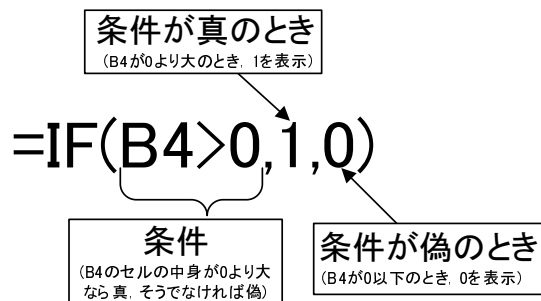 条件が真のとき
(B4が0より大のとき, 1を表示)
=IF(B4>0,1,0)
条件
(B4のセルの中身が0より大
なら真, そうでなければ偽)
条件が偽のとき
(B4が0以下のとき, 0を表示)